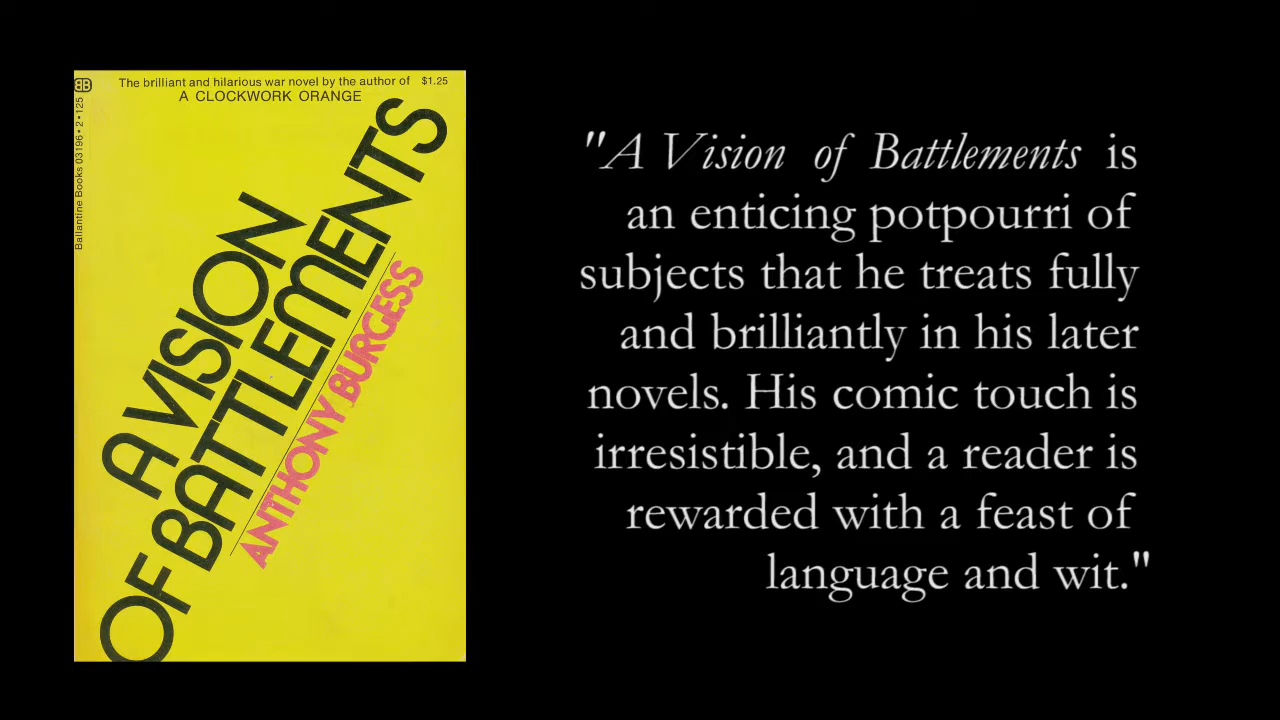 BB
The brilliant and hilarious war novel by the author of $1.25
A CLOCKWORK ORANGE
Ballantine Books 03196•2•125
A VISION
OF BATTLEMENTS
ANTHONY BURGESS
"A Vision of Battlements is
an enticing potpourri of
subjects that he treats fully
and brilliantly in his later
novels. His comic touch is
irresistible, and a reader is
rewarded with a feast of
language and wit."